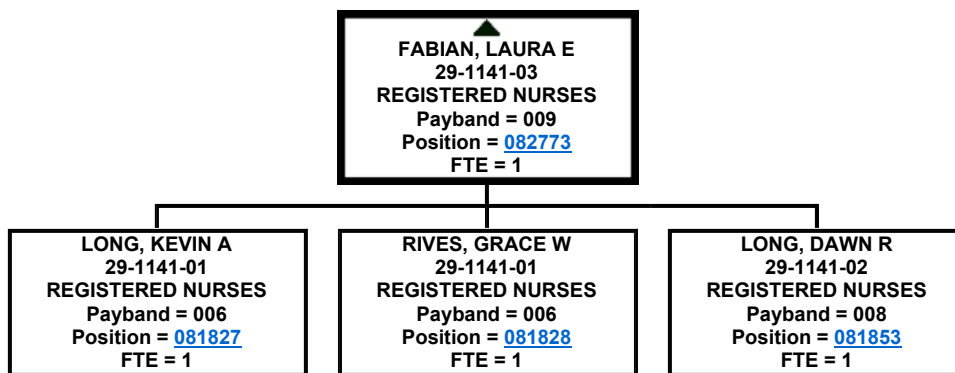 FABIAN, LAURA E
29-1141-03
REGISTERED NURSES
Payband = 009
Position = 082773
FTE = 1
LONG, KEVIN A
29-1141-01
REGISTERED NURSES
Payband = 006
Position = 081827
FTE = 1
RIVES, GRACE W
29-1141-01
REGISTERED NURSES
Payband = 006
Position = 081828
FTE = 1
LONG, DAWN R
29-1141-02
REGISTERED NURSES
Payband = 008
Position = 081853
FTE = 1